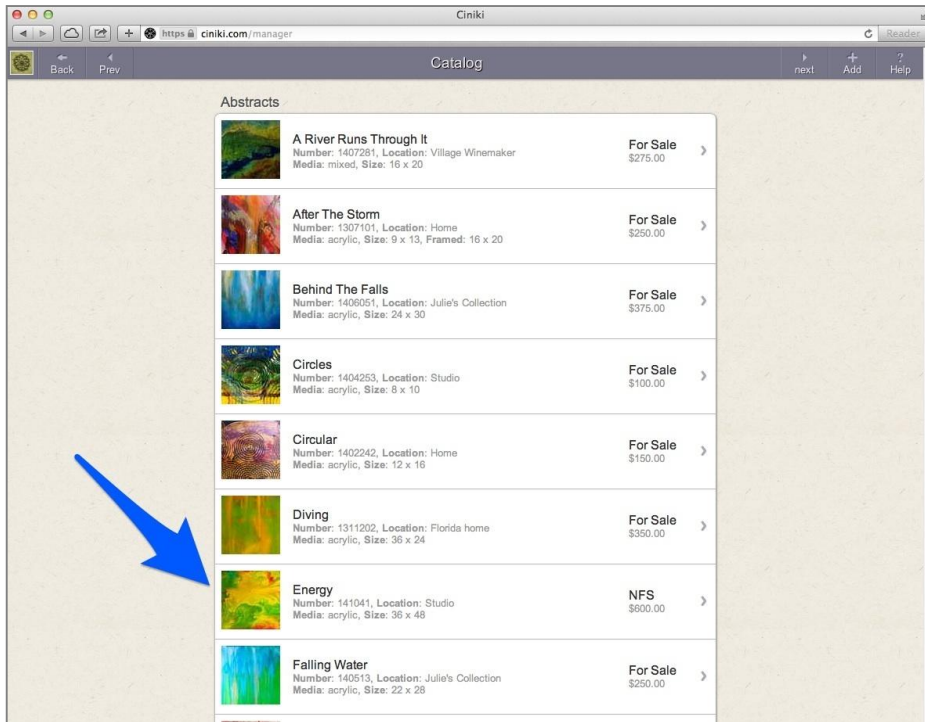 Ciniki
https ciniki.com/manager
Reader
Back
Prev
Catalog
next
Add
Help
Abstracts
A River Runs Through It
Number: 1407281, Location: Village Winemaker
Media: mixed, Size: 16 x 20
For Sale
$275.00
After The Storm
Number: 1307101, Location: Home
Media: acrylic, Size: 9 x 13, Framed: 16 x 20
For Sale
$250.00
Behind The Falls
Number: 1406051, Location: Julie's Collection
Media: acrylic, Size: 24 x 30
For Sale
$375.00
Circles
Number: 1404253, Location: Studio
Media: acrylic, Size: 8 x 10
For Sale
$100.00
Circular
Number: 1402242, Location: Home
Media: acrylic, Size: 12 x 16
For Sale
$150.00
Diving
Number: 1311202, Location: Florida home
Media: acrylic, Size: 36 x 24
For Sale
$350.00
Energy
Number: 141041, Location: Studio
Media: acrylic, Size: 36 x 48
NFS
$600.00
Falling Water
Number: 140513, Location: Julie's Collection
Media: acrylic, Size: 22 x 28
For Sale
$250.00